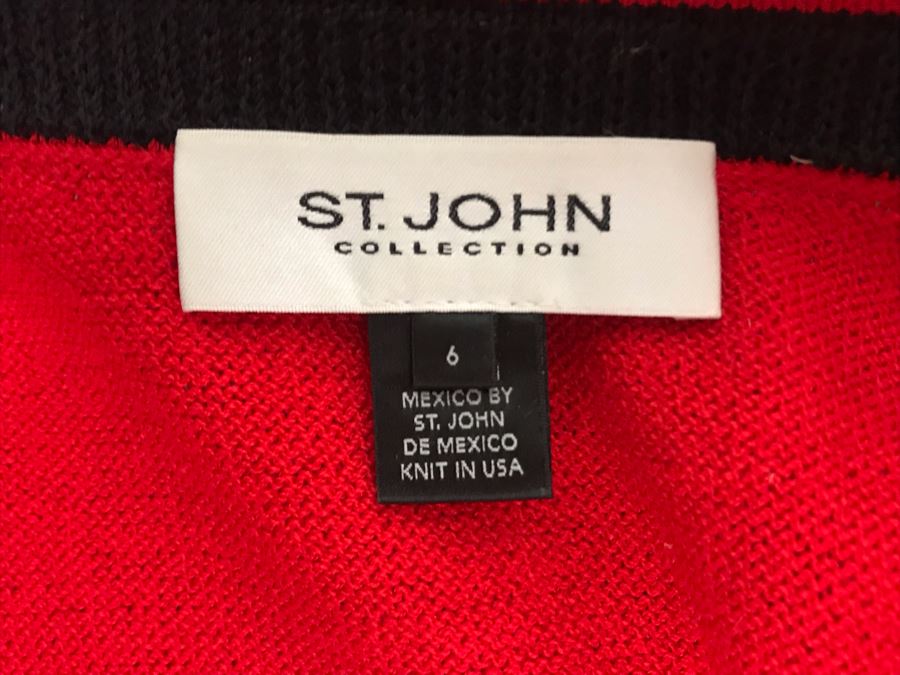 ST. JOHN
COLLECTION
6
MEXICO BY
ST. JOHN
DE MEXICO
KNIT IN USA